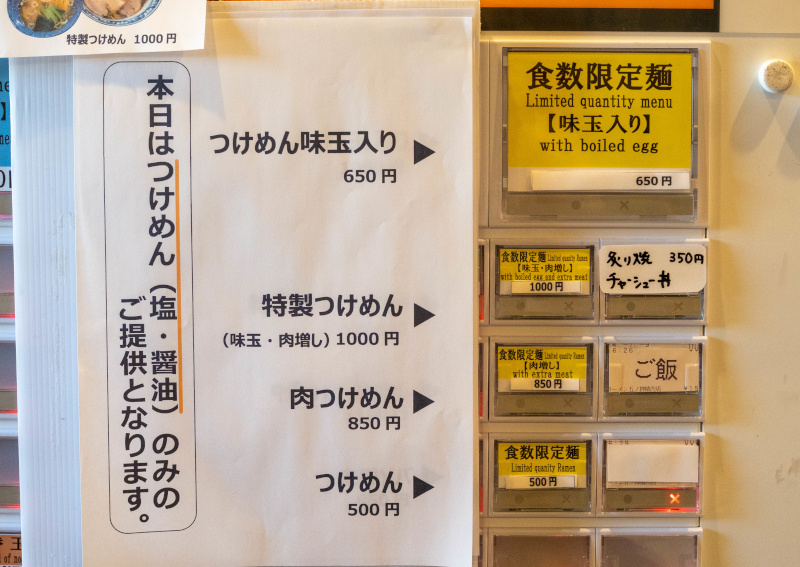 特製つけめん 1000円
本日はつけめん（塩・醤油）のみの
ご提供となります。
つけめん味玉入り
650円
特製つけめん
（味玉・肉増し）1000円
肉つけめん
850円
つけめん
500円
食数限定麺
Limited quantity menu
【味玉入り】
with boiled egg
650円
食数限定麺 Limited quanity Ramen
【味玉・肉増し】
with boiled egg and extra meat
1000円
炙り焼 350円
チャーシュー丼
食数限定麺 Limited quanity Ramen
【肉増し】
with extra meat
850円
ご飯
食数限定麺
Limited quanity Ramen
500円